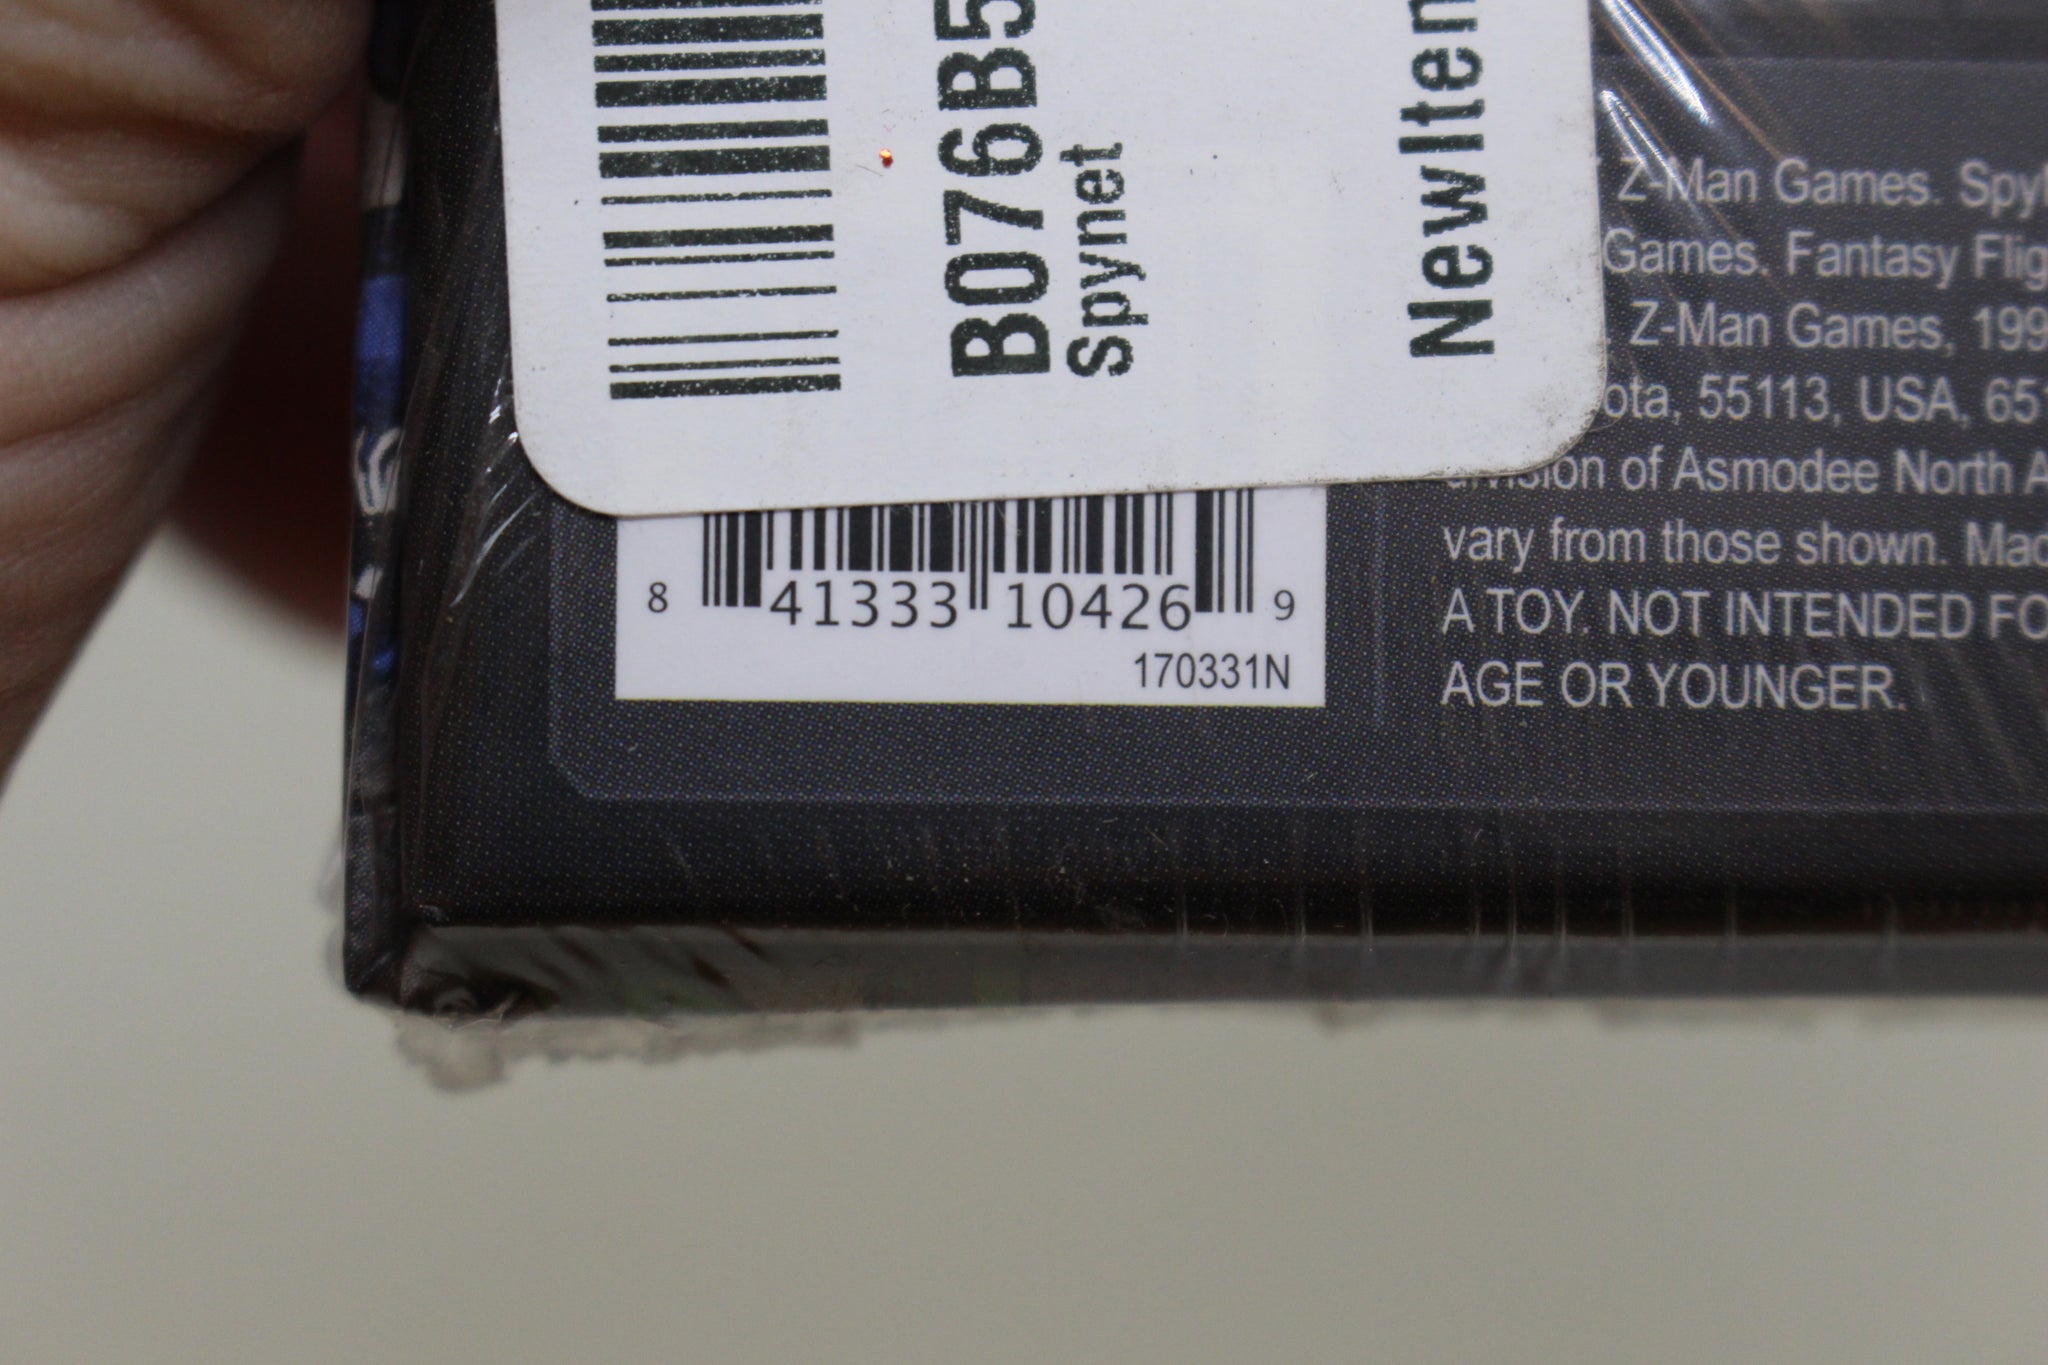 B076B5
Spynet
NewIten
Z-Man Games. Spy
Games. Fantasy Flig
Z-Man Games, 199
ota, 55113, USA, 65
division of Asmodee North A
vary from those shown. Mad
A TOY. NOT INTENDED FO
AGE OR YOUNGER.
8 41333 10426 9
170331N